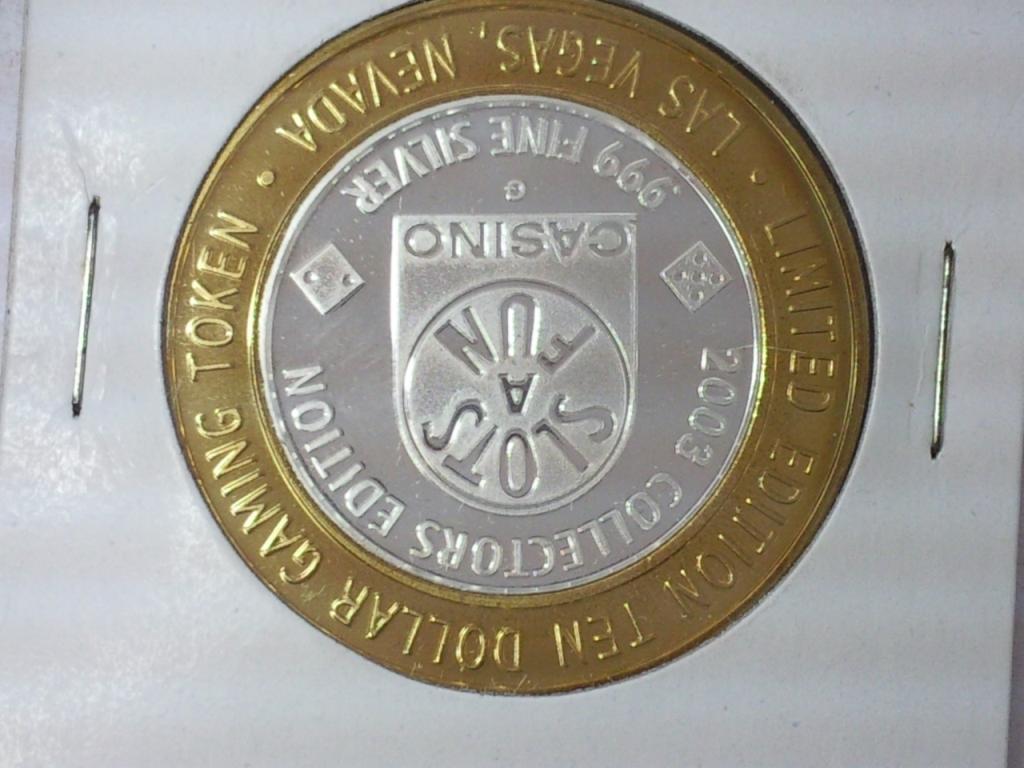 LIMITED EDITION TEN DOLLAR GAMING TOKEN
• LAS VEGAS, NEVADA •
2003 COLLECTORS EDITION
SLOTS
A
FUN
CASINO
G
.999 FINE SILVER